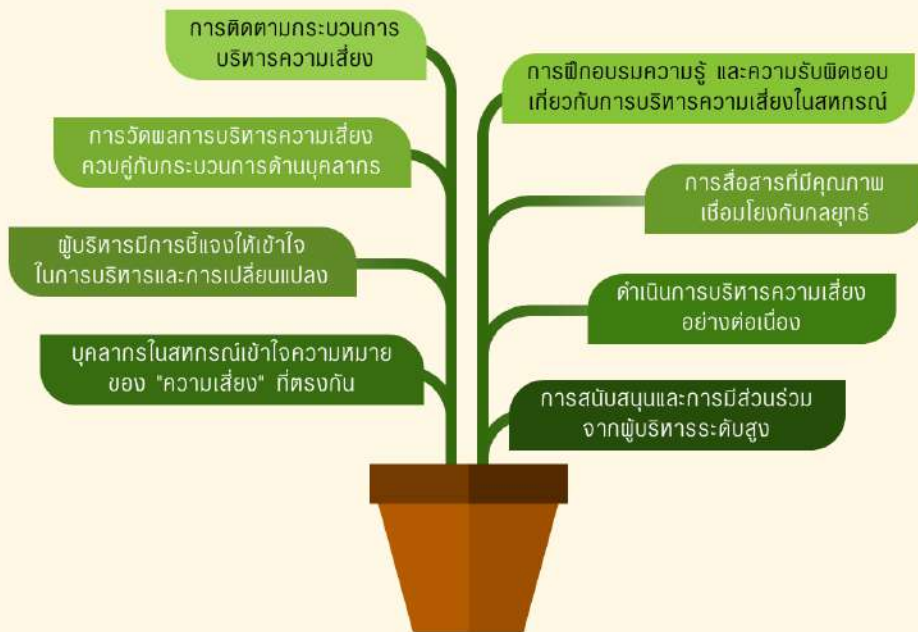 การติดตามกระบวนการ
บริหารความเสี่ยง
การวัดผลการบริหารความเสี่ยง
ควบคู่กับกระบวนการด้านบุคลากร
ผู้บริหารมีการชี้แจงให้เข้าใจ
ในการบริหารและการเปลี่ยนแปลง
บุคลากรในสหกรณ์เข้าใจความหมาย
ของ "ความเสี่ยง" ที่ตรงกัน
การฝึกอบรมความรู้ และความรับผิดชอบ
เกี่ยวกับการบริหารความเสี่ยงในสหกรณ์
การสื่อสารที่มีคุณภาพ
เชื่อมโยงกับกลยุทธ์
ดำเนินการบริหารความเสี่ยง
อย่างต่อเนื่อง
การสนับสนุนและการมีส่วนร่วม
จากผู้บริหารระดับสูง